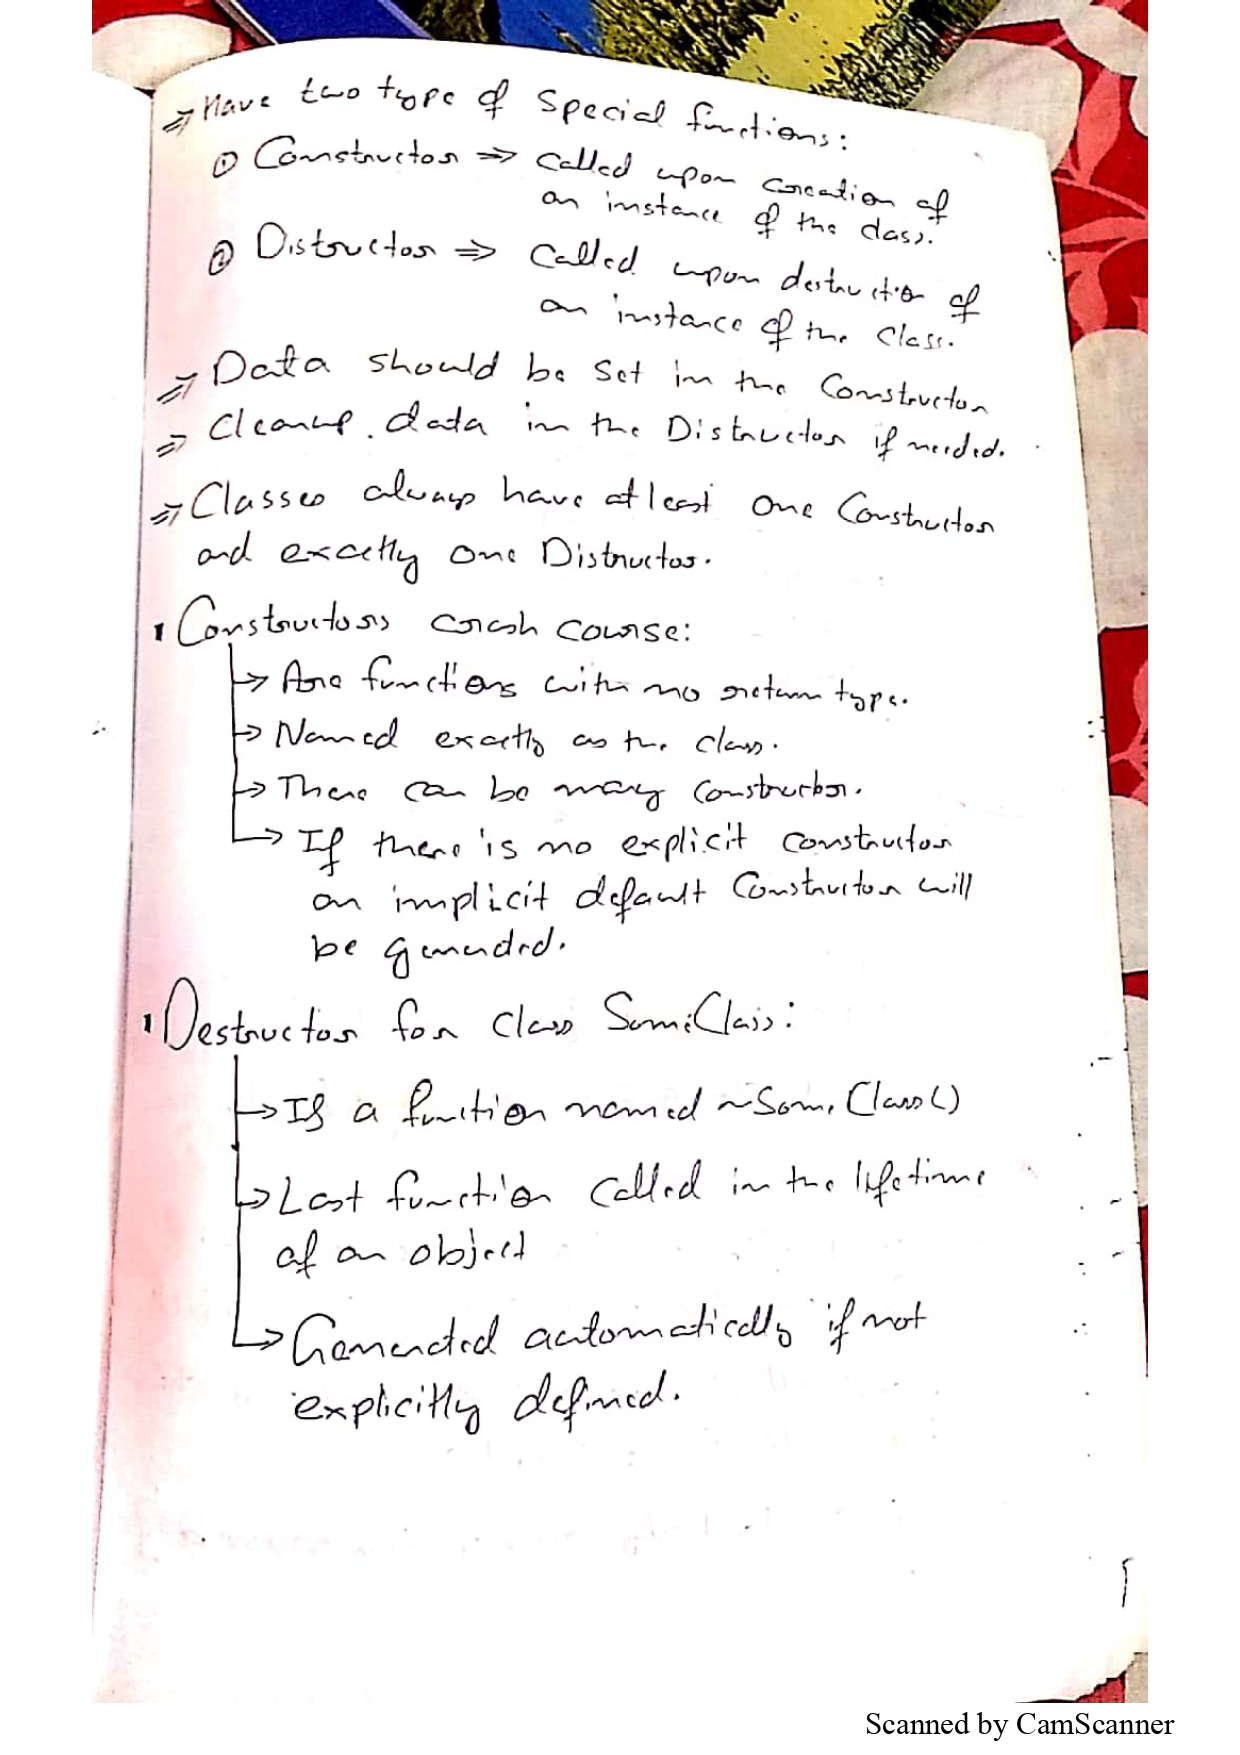 ⇒ Have two type of special functions:
① Constructor ⇒ Called upon creation of
an instance of the class.
② Distructor ⇒ Called upon destruction of
an instance of the class.
⇒ Data should be set in the Constructor
⇒ Cleanup data in the Distructor if needed.
⇒ Classes always have atleast one Constructor
and excetly one Distructor.
Constructors crash course:
→ Are functions with no return type.
→ Named exactly as the class.
→ There can be many constructor.
→ If there is no explicit constructor
an implicit default Constructor will
be generated.
Destructor for class SomeClass:
→ Is a function named ~SomeClass()
→ Last function called in the lifetime
of an object
→ Generated automatically if not
explicitly defined.
Scanned by CamScanner